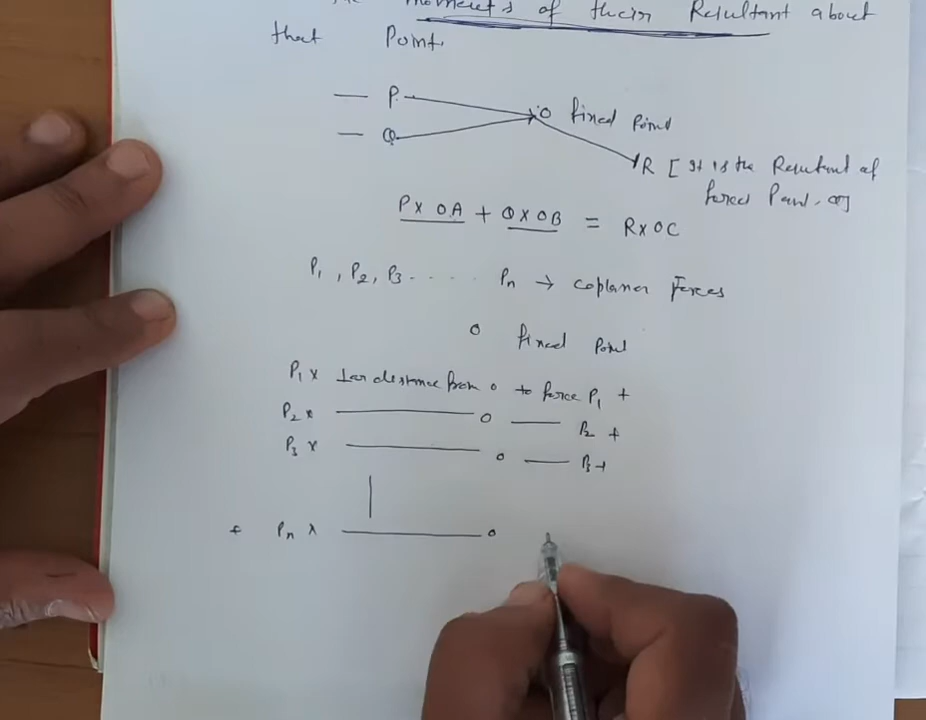 moments of their Resultant about
that Point.
— P. O fixed Point
— Q
R [ It is the Resultant of
forces P and Q]
P x OA + Q x OB = R x OC
P1, P2, P3 . . . . . Pn → coplanar Forces
o fixed Point
P1 x ⊥ar distance from o to force P1 +
P2 x ——— o — P2 +
P3 x ——— o — P3 +
|
+ Pn x ——— o